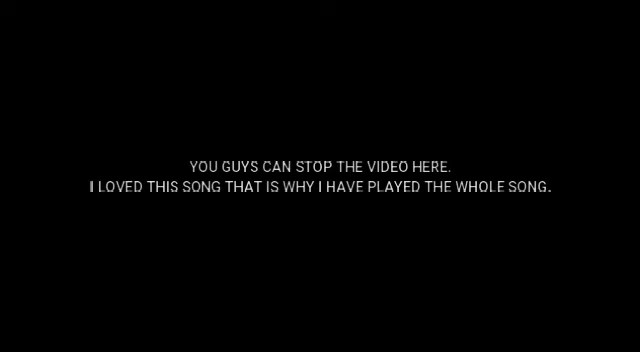 YOU GUYS CAN STOP THE VIDEO HERE.
I LOVED THIS SONG THAT IS WHY I HAVE PLAYED THE WHOLE SONG.